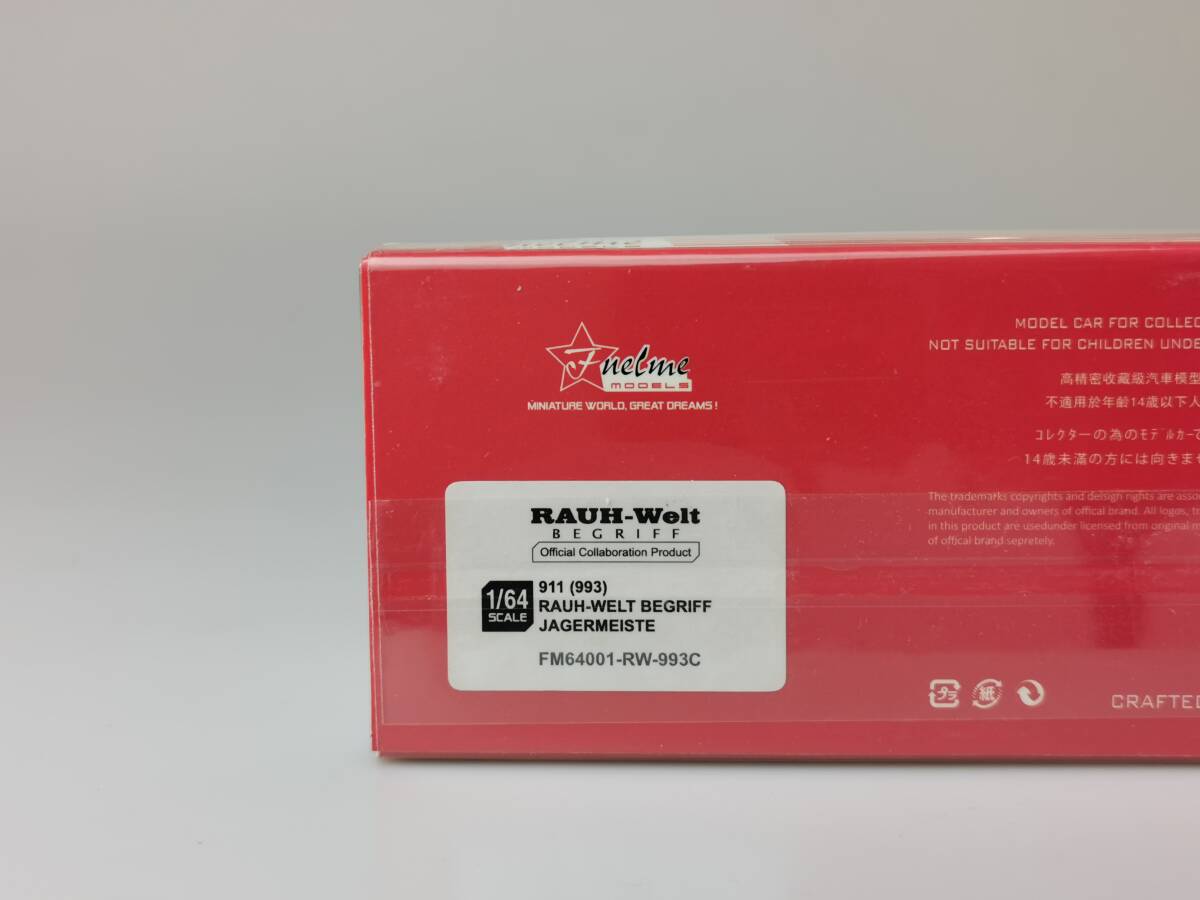 Fnelme
MODELS
MINIATURE WORLD, GREAT DREAMS!
MODEL CAR FOR COLLEC
NOT SUITABLE FOR CHILDREN UNDE
高精密收藏級汽車模型
不適用於年齡14歲以下人
コレクターの為のモデルカーで
14歳未満の方には向きませ
The trademarks copyrights and delsign rights are asso
manufacturer and owners of offical brand. All logos, t
in this product are usedunder licensed from original m
of offical brand sepretely.
RAUH-Welt
BEGRIFF
Official Collaboration Product
1/64
SCALE
911 (993)
RAUH-WELT BEGRIFF
JAGERMEISTE
FM64001-RW-993C
プラ
紙
CRAFTED